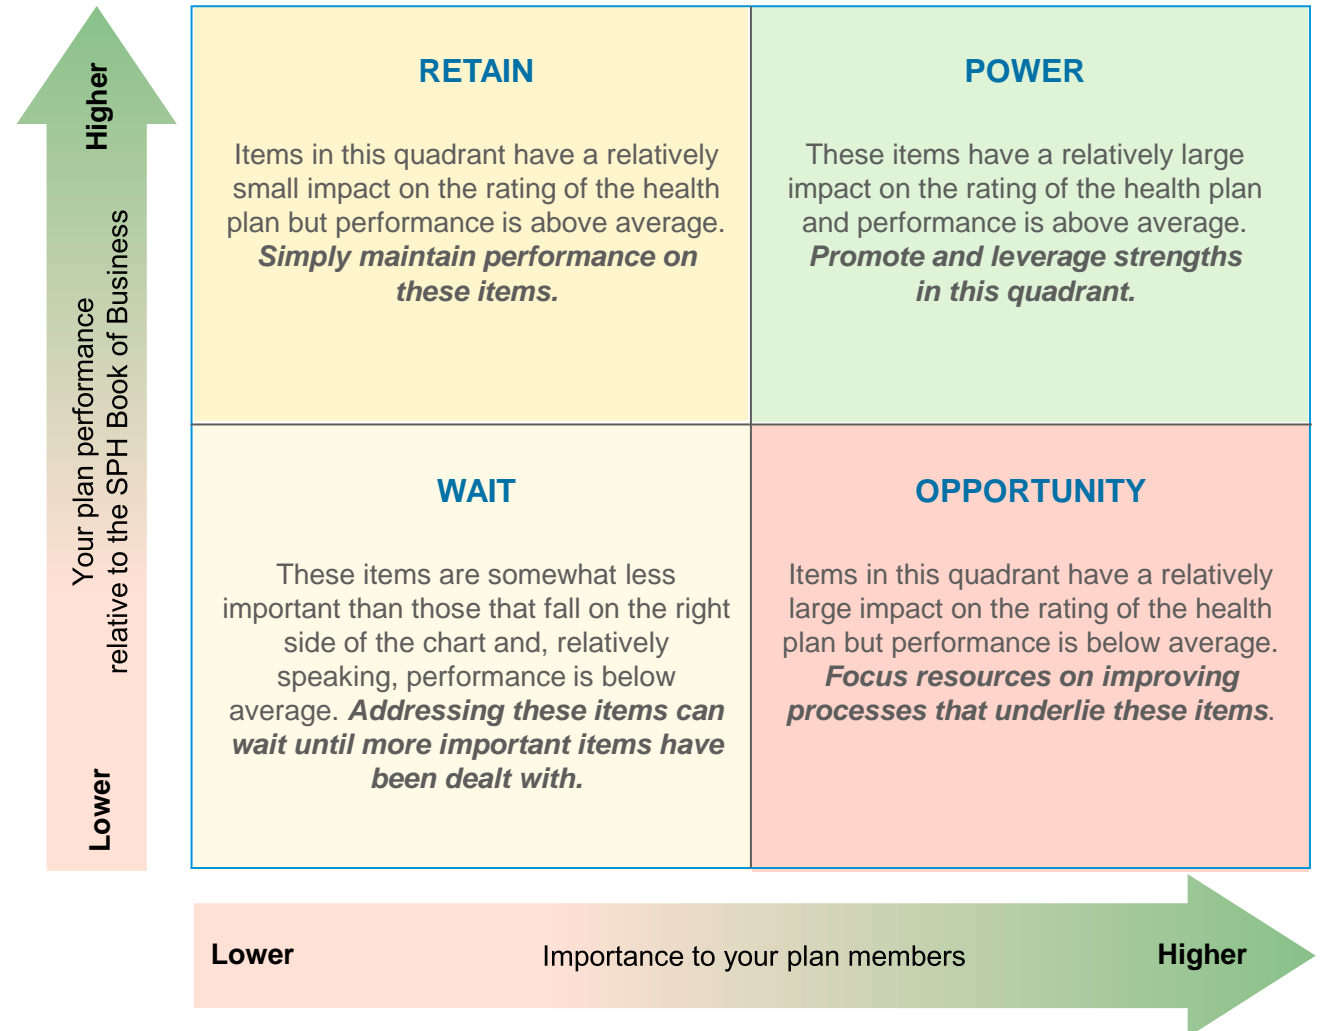 Higher
Your plan performance
relative to the SPH Book of Business
Lower
RETAIN
Items in this quadrant have a relatively
small impact on the rating of the health
plan but performance is above average.
Simply maintain performance on
these items.
POWER
These items have a relatively large
impact on the rating of the health plan
and performance is above average.
Promote and leverage strengths
in this quadrant.
WAIT
These items are somewhat less
important than those that fall on the right
side of the chart and, relatively
speaking, performance is below
average. Addressing these items can
wait until more important items have
been dealt with.
OPPORTUNITY
Items in this quadrant have a relatively
large impact on the rating of the health
plan but performance is below average.
Focus resources on improving
processes that underlie these items.
Lower
Importance to your plan members
Higher